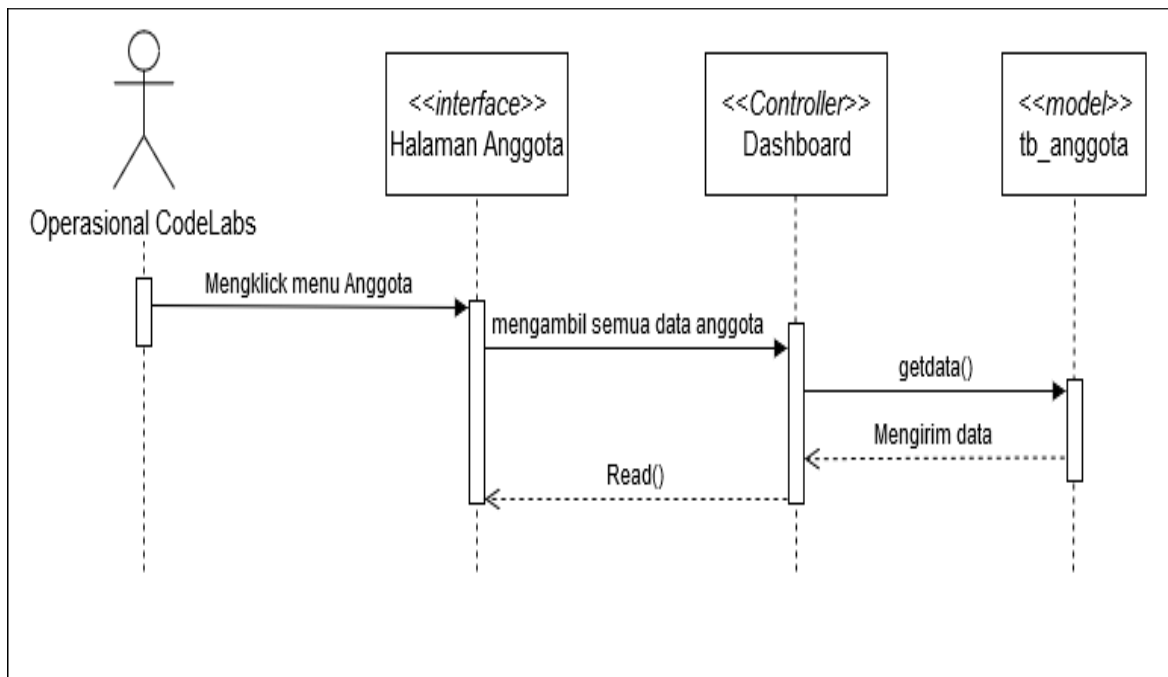 <<interface>>
Halaman Anggota
<<Controller>>
Dashboard
<<model>>
tb_anggota
Operasional CodeLabs
Mengklick menu Anggota
mengambil semua data anggota
getdata()
Mengirim data
Read()